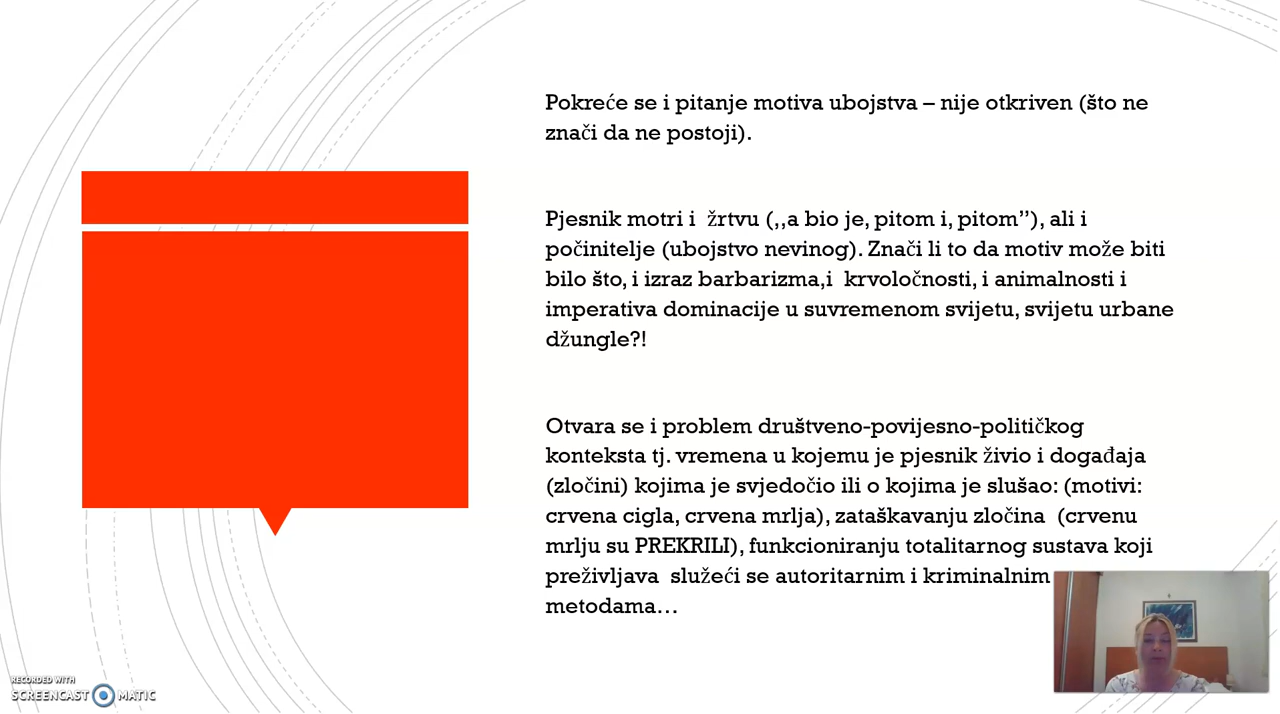 Pokreće se i pitanje motiva ubojstva – nije otkriven (što ne
znači da ne postoji).
Pjesnik motri i  žrtvu (,,a bio je, pitom i, pitom”), ali i
počinitelje (ubojstvo nevinog). Znači li to da motiv može biti
bilo što, i izraz barbarizma,i  krvoločnosti, i animalnosti i
imperativa dominacije u suvremenom svijetu, svijetu urbane
džungle?!
Otvara se i problem društveno-povijesno-političkog
konteksta tj. vremena u kojemu je pjesnik živio i događaja
(zločini) kojima je svjedočio ili o kojima je slušao: (motivi:
crvena cigla, crvena mrlja), zataškavanju zločina  (crvenu
mrlju su PREKRILI), funkcioniranju totalitarnog sustava koji
preživljava  služeći se autoritarnim i kriminalnim
metodama…
RECORDED WITH
SCREENCAST MATIC